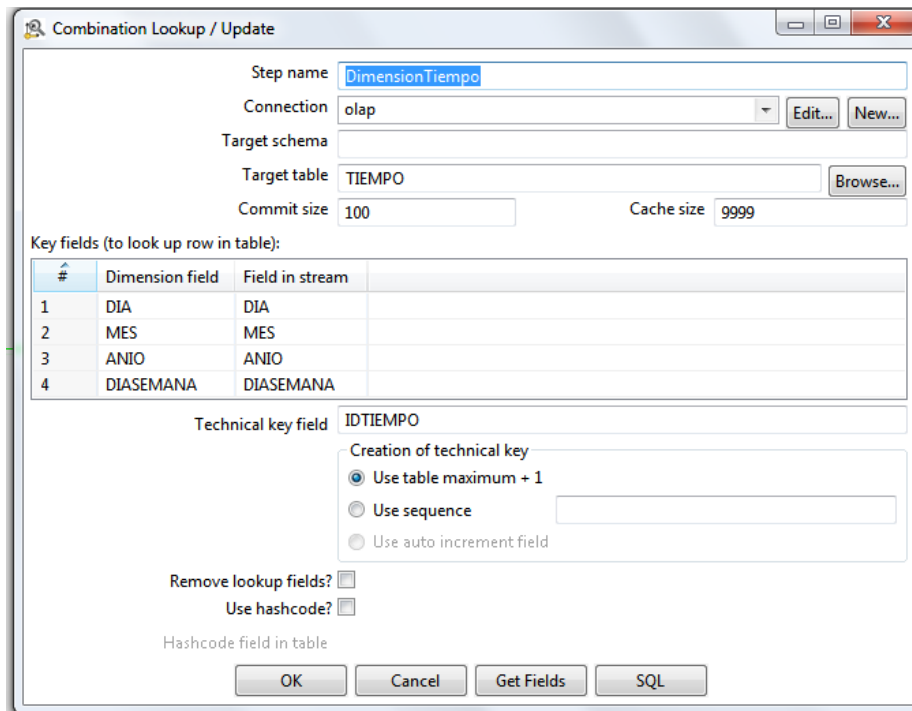 Combination Lookup / Update
Step name DimensionTiempo
Connection olap Edit... New...
Target schema
Target table TIEMPO Browse...
Commit size 100 Cache size 9999
Key fields (to look up row in table):
# Dimension field Field in stream
1 DIA DIA
2 MES MES
3 ANIO ANIO
4 DIASEMANA DIASEMANA
Technical key field IDTIEMPO
Creation of technical key
Use table maximum + 1
Use sequence
Use auto increment field
Remove lookup fields?
Use hashcode?
Hashcode field in table
OK Cancel Get Fields SQL